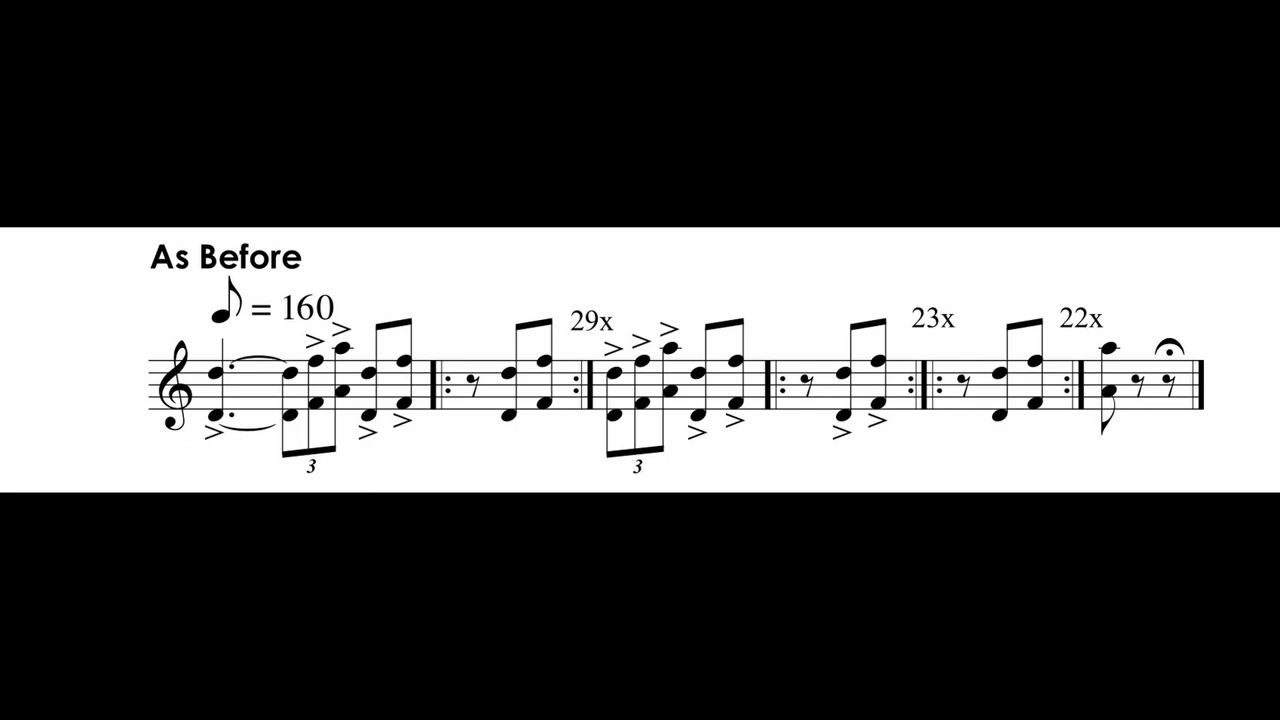 As Before
♪ = 160
29x
23x
22x
3
3